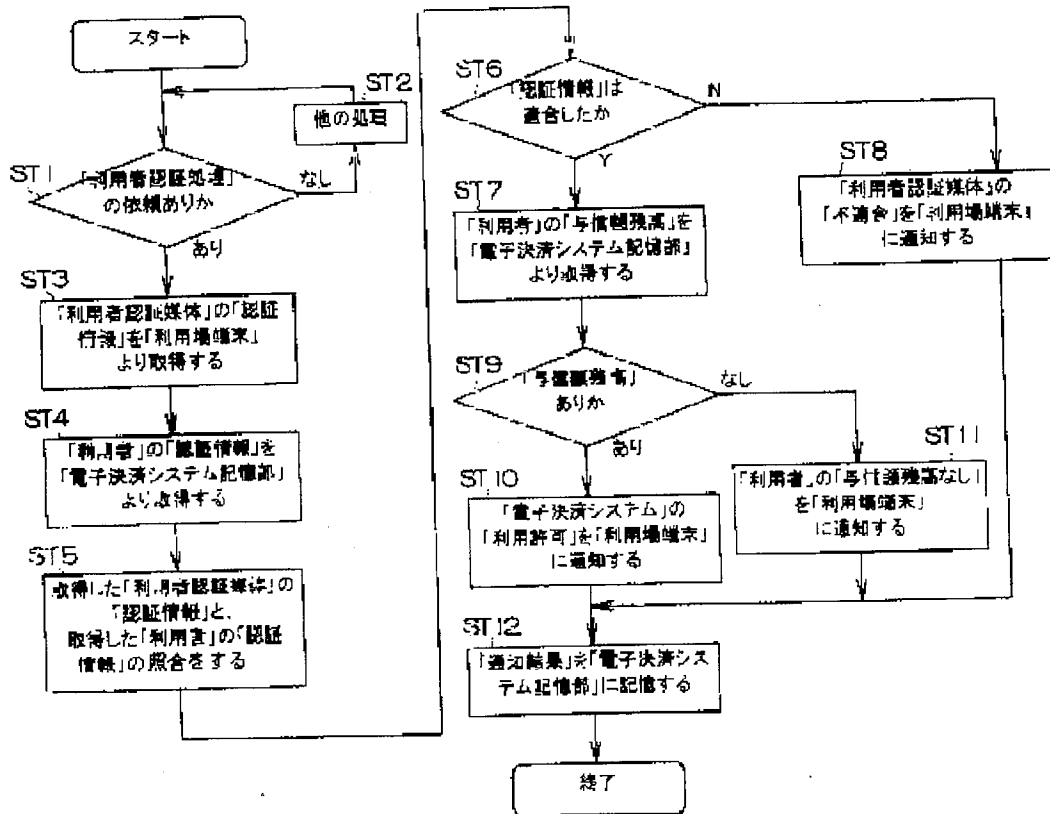 スタート
ST2
他の処理
ST1
「利用者認証処理」
の依頼ありか
なし
あり
ST3
「利用者認証媒体」の「認証
情報」を「利用場端末」
より取得する
ST4
「利用者」の「認証情報」を
「電子決済システム記憶部」
より取得する
ST5
取得した「利用者認証媒体」の
「認証情報」と、
取得した「利用者」の「認証
情報」の照合をする
ST6
「認証情報」は
適合したか
N
Y
ST7
「利用者」の「与信額残高」を
「電子決済システム記憶部」
より取得する
ST8
「利用者認証媒体」の
「不適合」を「利用場端末」
に通知する
ST9
「与信額残高」
ありか
なし
あり
ST10
「電子決済システム」の
「利用許可」を「利用場端末」
に通知する
ST11
「利用者」の「与信額残高なし」
を「利用場端末」
に通知する
ST12
「通知結果」を「電子決済シス
テム記憶部」に記憶する
終了